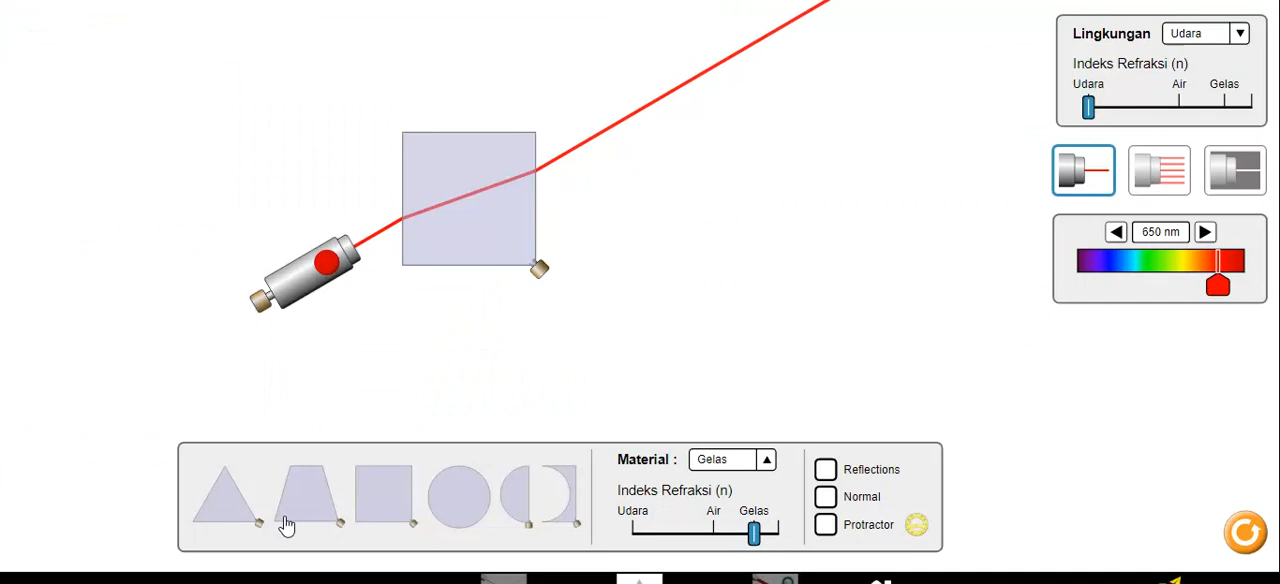 Lingkungan Udara
Indeks Refraksi (n)
Udara Air Gelas
650 nm
Material : Gelas
Indeks Refraksi (n)
Udara Air Gelas
Reflections
Normal
Protractor